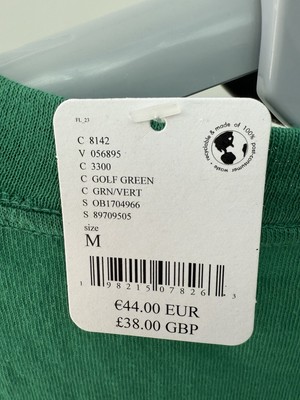 FL_23
C 8142
V 056895
C 3300
C GOLF GREEN
C GRN/VERT
S OB1704966
S 89709505
size
M
recyclable & made of 100% post-consumer waste
1 98215 07826 3
€44.00 EUR
£38.00 GBP